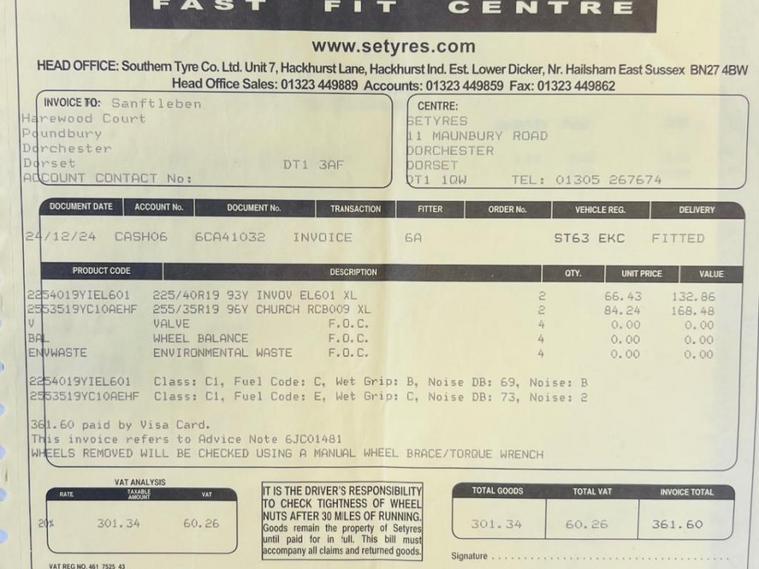 FAST FIT CENTRE
www.setyres.com
HEAD OFFICE: Southern Tyre Co. Ltd. Unit 7, Hackhurst Lane, Hackhurst Ind. Est. Lower Dicker, Nr. Hailsham East Sussex BN27 4BW
Head Office Sales: 01323 449889 Accounts: 01323 449859 Fax: 01323 449862
INVOICE TO: Sanftleben
Harewood Court
Poundbury
Dorchester
Dorset DT1 3AF
ACCOUNT CONTACT No:
CENTRE:
SETYRES
11 MAUNBURY ROAD
DORCHESTER
DORSET
DT1 1QW TEL: 01305 267674
DOCUMENT DATE ACCOUNT No. DOCUMENT No. TRANSACTION FITTER ORDER No. VEHICLE REG. DELIVERY
24/12/24 CASH06 6CA41032 INVOICE 6A ST63 EKC FITTED
PRODUCT CODE DESCRIPTION QTY. UNIT PRICE VALUE
2254019YIEL601 225/40R19 93Y INVOV EL601 XL 2 66.43 132.86
2553519YC10AEHF 255/35R19 96Y CHURCH RCB009 XL 2 84.24 168.48
V VALVE F.O.C. 4 0.00 0.00
BAL WHEEL BALANCE F.O.C. 4 0.00 0.00
ENVWASTE ENVIRONMENTAL WASTE F.O.C. 4 0.00 0.00
2254019YIEL601 Class: C1, Fuel Code: C, Wet Grip: B, Noise DB: 69, Noise: B
2553519YC10AEHF Class: C1, Fuel Code: E, Wet Grip: C, Noise DB: 73, Noise: 2
361.60 paid by Visa Card.
This invoice refers to Advice Note 6JC01481
WHEELS REMOVED WILL BE CHECKED USING A MANUAL WHEEL BRACE/TORQUE WRENCH
VAT ANALYSIS
RATE TAXABLE AMOUNT VAT
20% 301.34 60.26
IT IS THE DRIVER'S RESPONSIBILITY
TO CHECK TIGHTNESS OF WHEEL
NUTS AFTER 30 MILES OF RUNNING.
Goods remain the property of Setyres
until paid for in full. This bill must
accompany all claims and returned goods.
TOTAL GOODS TOTAL VAT INVOICE TOTAL
301.34 60.26 361.60
Signature
VAT REG NO. 461 7525 43